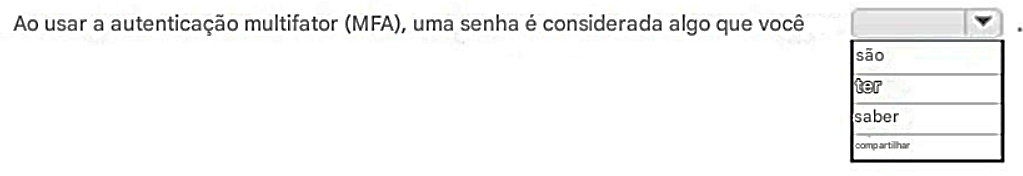 Ao usar a autenticação multifator (MFA), uma senha é considerada algo que você .
são
ter
saber
compartilhar